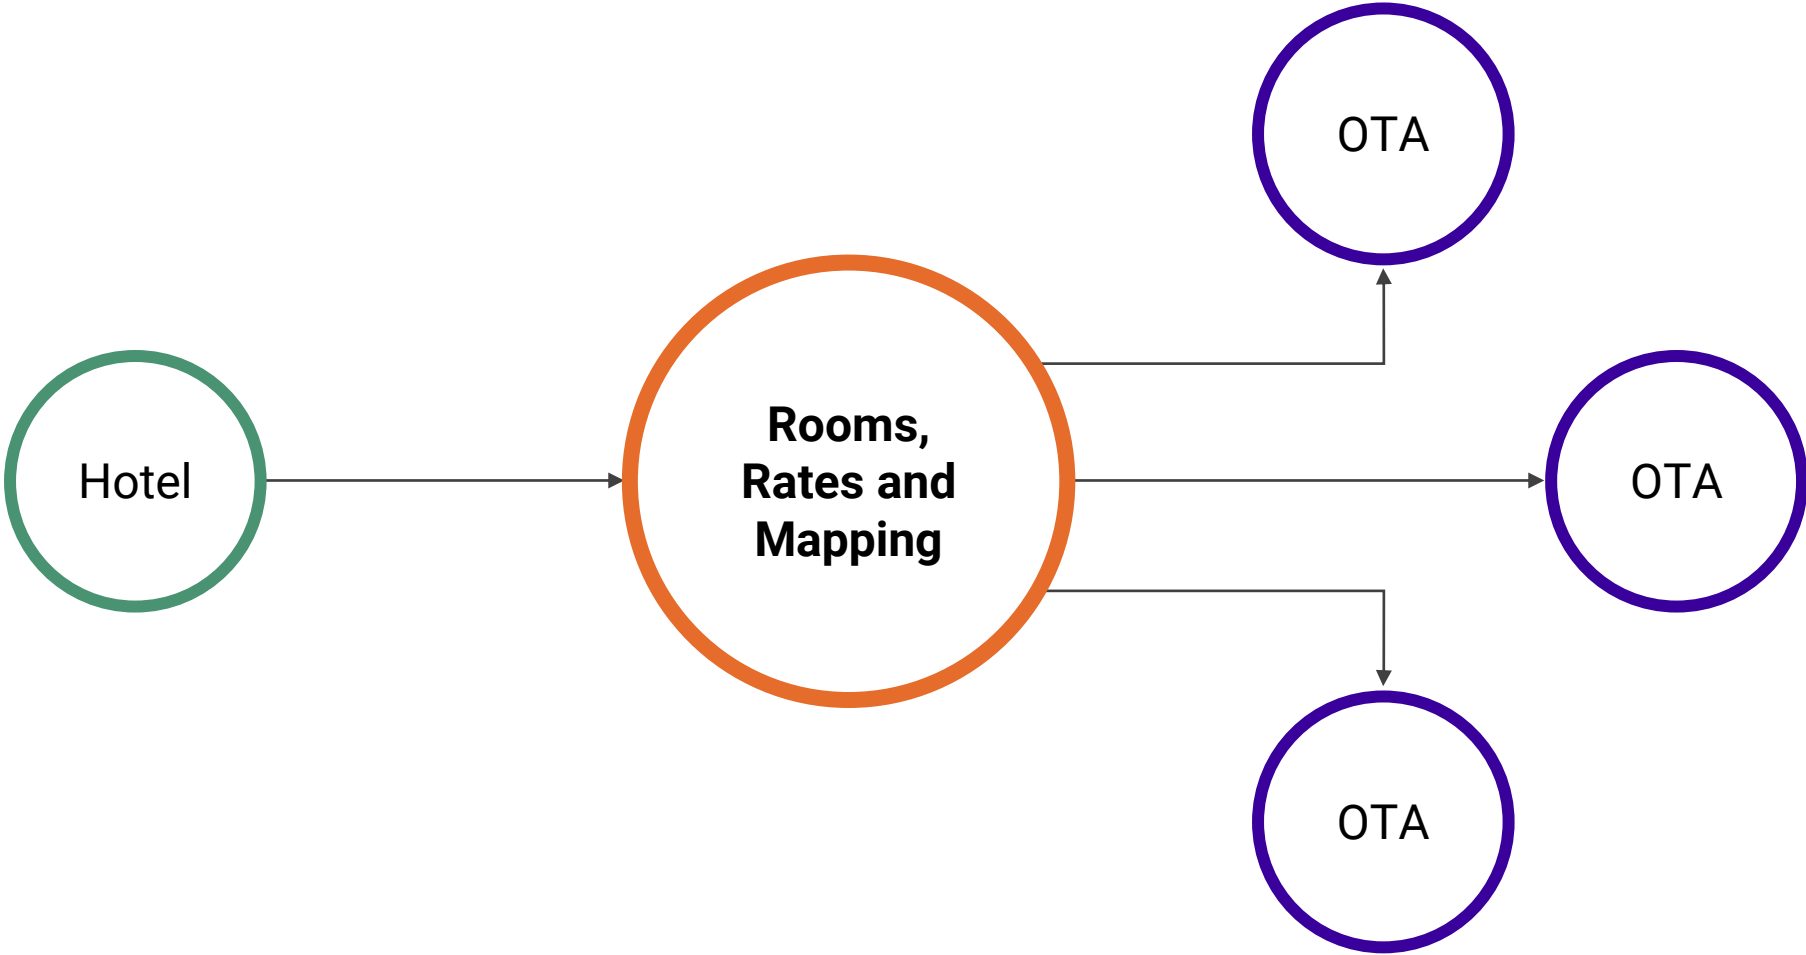 OTA
Hotel
Rooms,
Rates and
Mapping
OTA
OTA